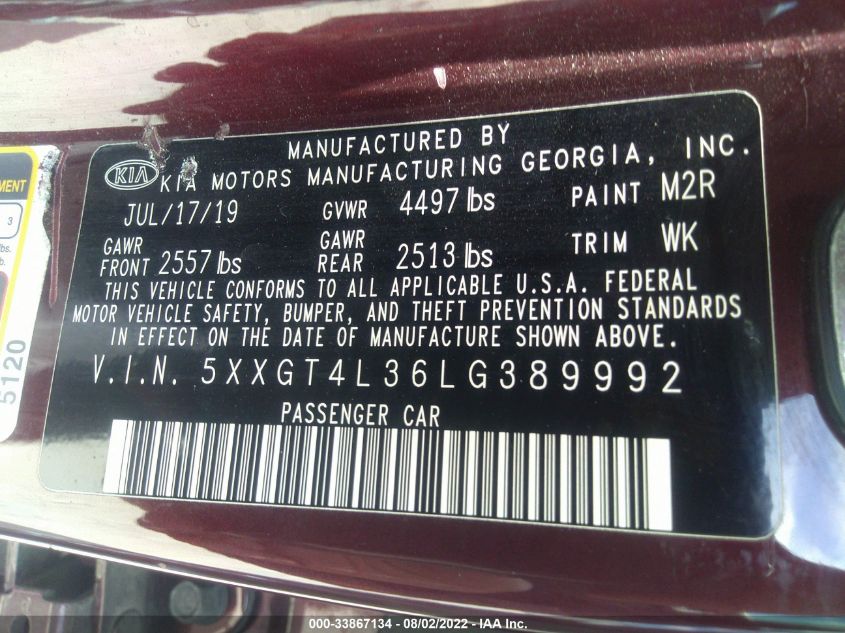 MANUFACTURED BY
KIA KIA MOTORS MANUFACTURING GEORGIA, INC.
JUL/17/19 GVWR 4497 lbs PAINT M2R
GAWR FRONT 2557 lbs GAWR REAR 2513 lbs TRIM WK
THIS VEHICLE CONFORMS TO ALL APPLICABLE U.S.A. FEDERAL
MOTOR VEHICLE SAFETY, BUMPER, AND THEFT PREVENTION STANDARDS
IN EFFECT ON THE DATE OF MANUFACTURE SHOWN ABOVE.
V.I.N. 5XXGT4L36LG389992
PASSENGER CAR
MENT
3
lbs.
b.
5120
000-33867134 - 08/02/2022 - IAA Inc.